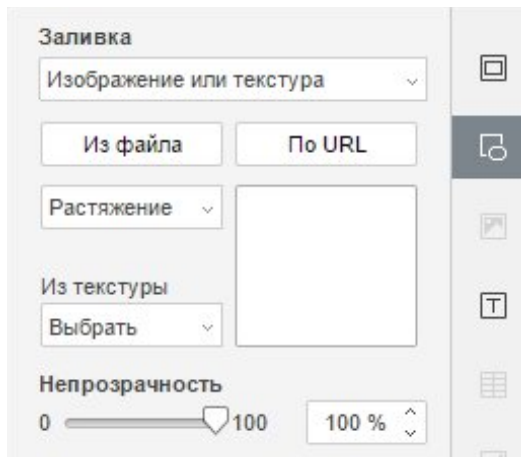 Заливка
Изображение или текстура
Из файла
По URL
Растяжение
Из текстуры
Выбрать
Непрозрачность
0 100 100 %